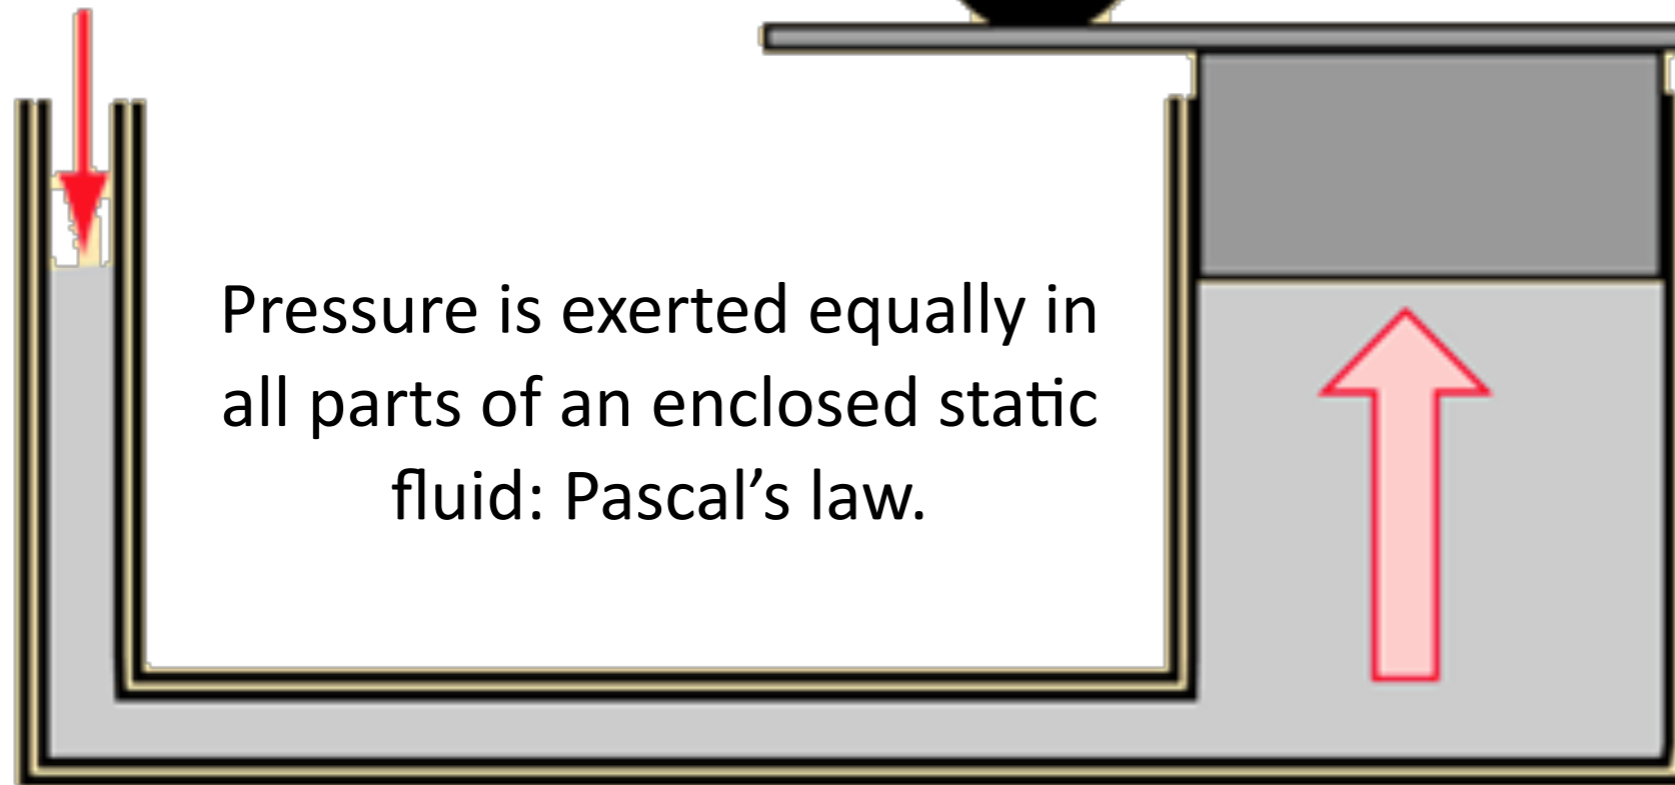 Pressure is exerted equally in
all parts of an enclosed static
fluid: Pascal’s law.